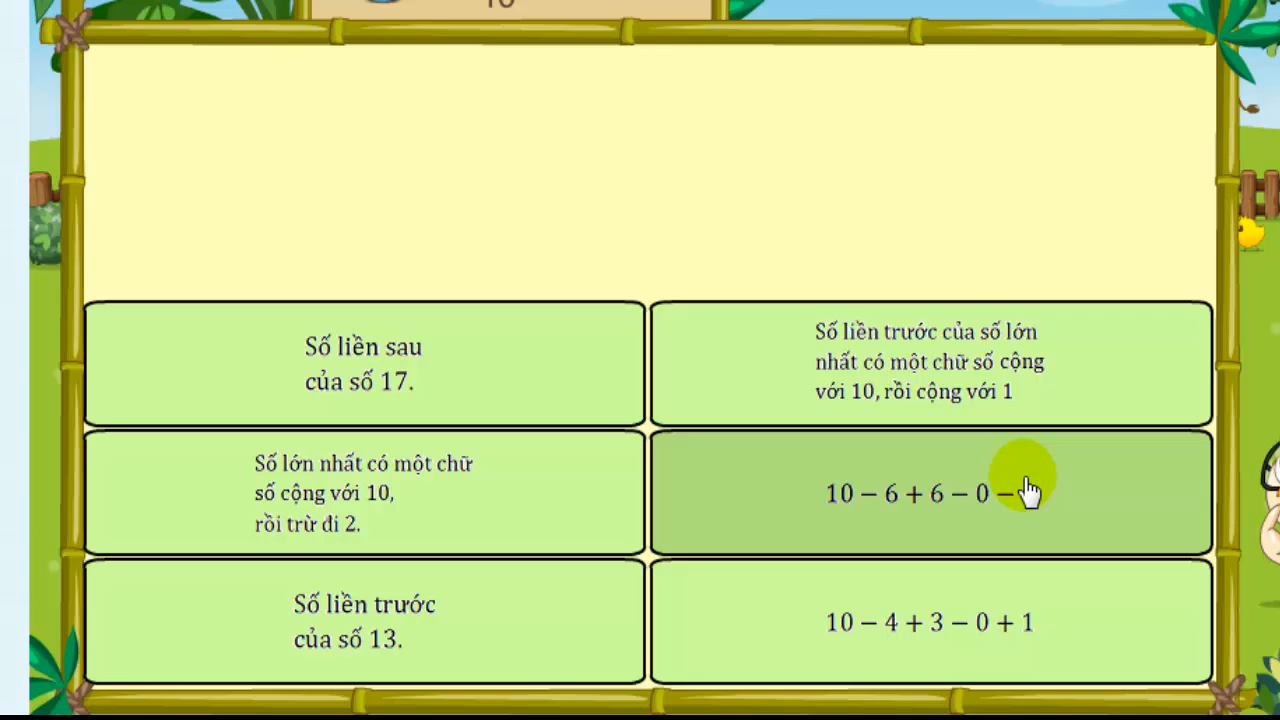 Số liền sau
của số 17.
Số liền trước của số lớn
nhất có một chữ số cộng
với 10, rồi cộng với 1
Số lớn nhất có một chữ
số cộng với 10,
rồi trừ đi 2.
10 − 6 + 6 − 0 −
Số liền trước
của số 13.
10 − 4 + 3 − 0 + 1